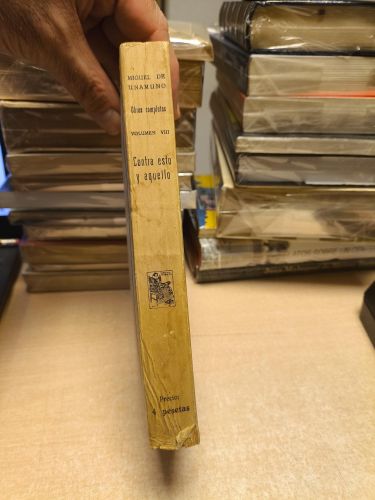 MIGUEL DE
UNAMUNO
Obras completas
VOLUMEN VIII
Contra esto
y aquello
Precio:
4 pesetas